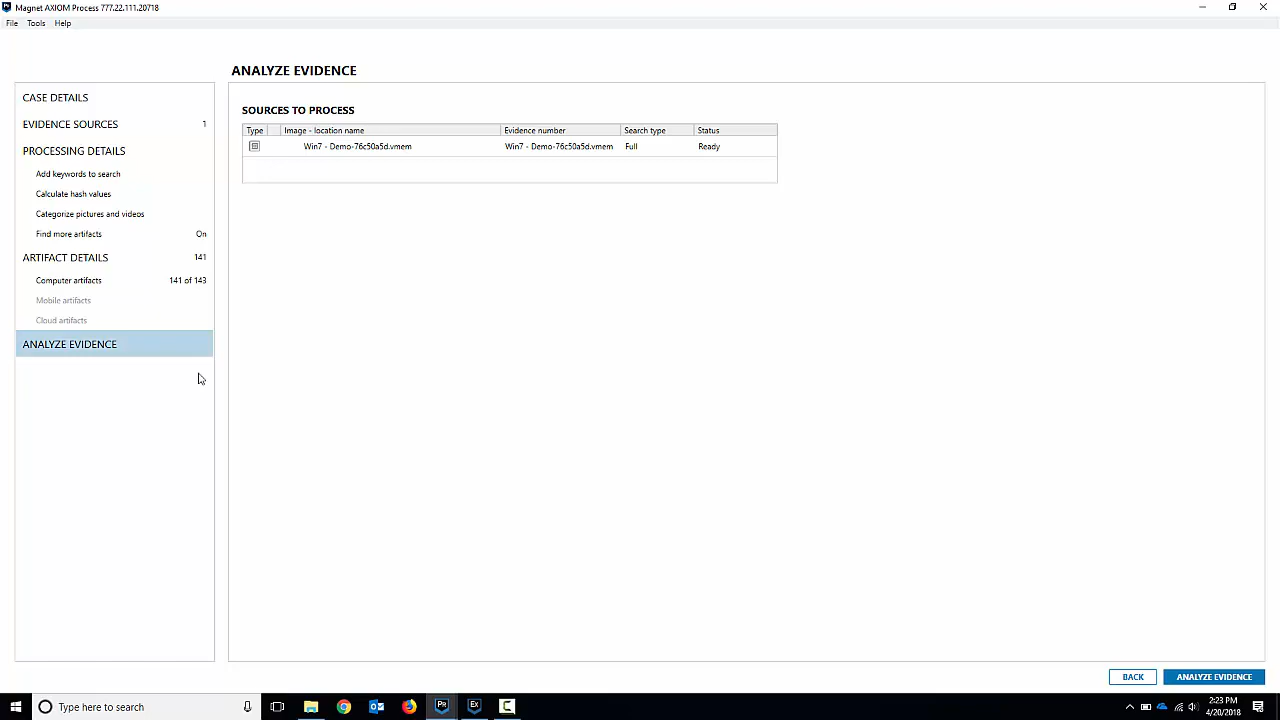 Magnet AXIOM Process 777.22.111.20718
File Tools Help
ANALYZE EVIDENCE
CASE DETAILS
EVIDENCE SOURCES 1
PROCESSING DETAILS
Add keywords to search
Calculate hash values
Categorize pictures and videos
Find more artifacts On
ARTIFACT DETAILS 141
Computer artifacts 141 of 143
Mobile artifacts
Cloud artifacts
ANALYZE EVIDENCE
SOURCES TO PROCESS
Type Image - location name Evidence number Search type Status
Win7 - Demo-76c50a5d.vmem Win7 - Demo-76c50a5d.vmem Full Ready
BACK ANALYZE EVIDENCE
Type here to search
2:23 PM
4/20/2018